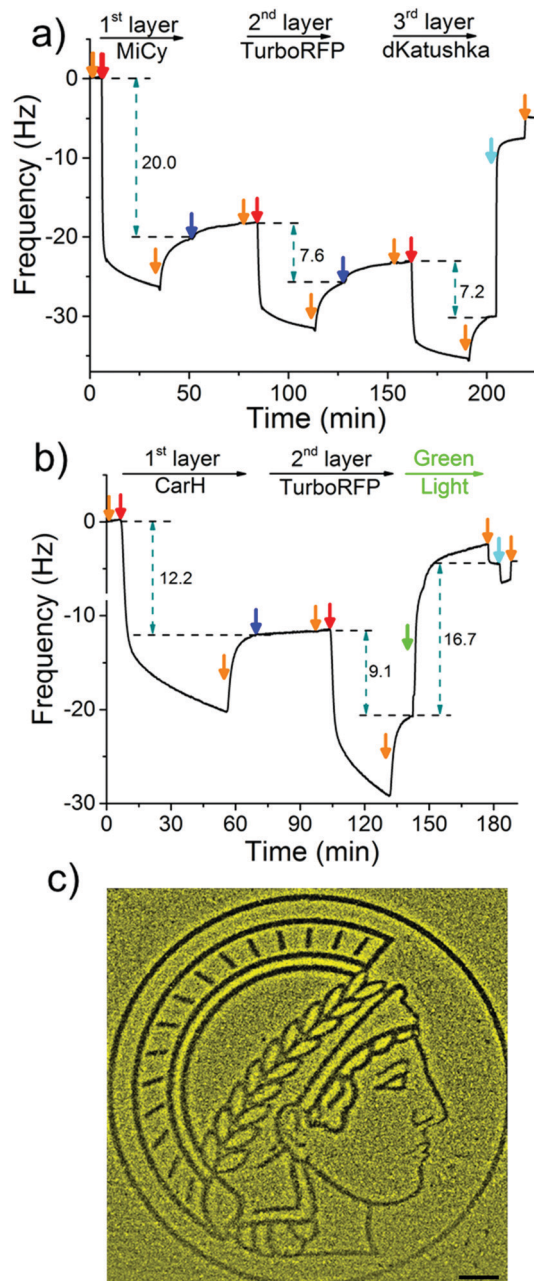 a)
1st layer
2nd layer
3rd layer
MiCy
TurboRFP
dKatushka
0
-10
-20
-30
20.0
7.6
7.2
Frequency (Hz)
0 50 100 150 200
Time (min)
b)
1st layer
2nd layer
Green
CarH
TurboRFP
Light
0
-10
-20
-30
12.2
9.1
16.7
Frequency (Hz)
0 30 60 90 120 150 180
Time (min)
c)